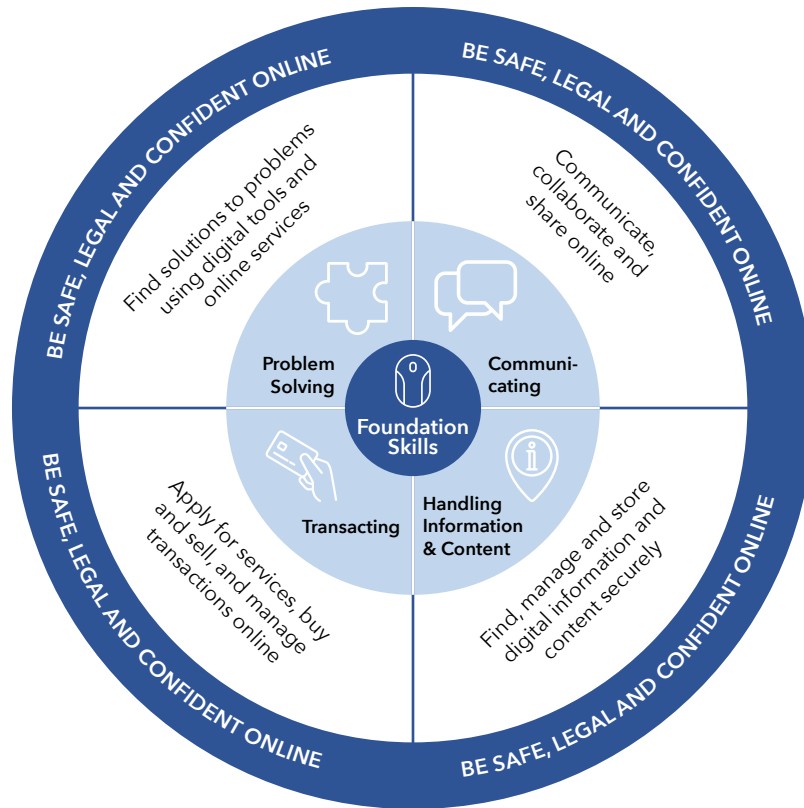 BE SAFE, LEGAL AND CONFIDENT ONLINE
BE SAFE, LEGAL AND CONFIDENT ONLINE
Find solutions to problems
using digital tools and
online services
Communicate,
collaborate and
share online
Problem
Solving
Communi-
cating
Foundation
Skills
Transacting
Handling
Information
& Content
Apply for services, buy
and sell, and manage
transactions online
Find, manage and store
digital information and
content securely
BE SAFE, LEGAL AND CONFIDENT ONLINE
BE SAFE, LEGAL AND CONFIDENT ONLINE